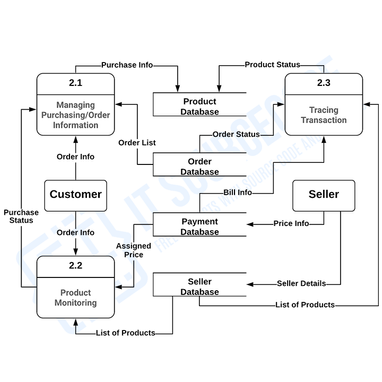 Purchase Info
Product Status
2.1
Managing
Purchasing/Order
Information
Product
Database
2.3
Tracing
Transaction
Order List
Order Status
Order Info
Order
Database
Customer
Bill Info
Seller
Purchase
Status
Order Info
Payment
Database
Price Info
Assigned
Price
2.2
Product
Monitoring
Seller
Database
Seller Details
List of Products
List of Products
IT SOURCECODE